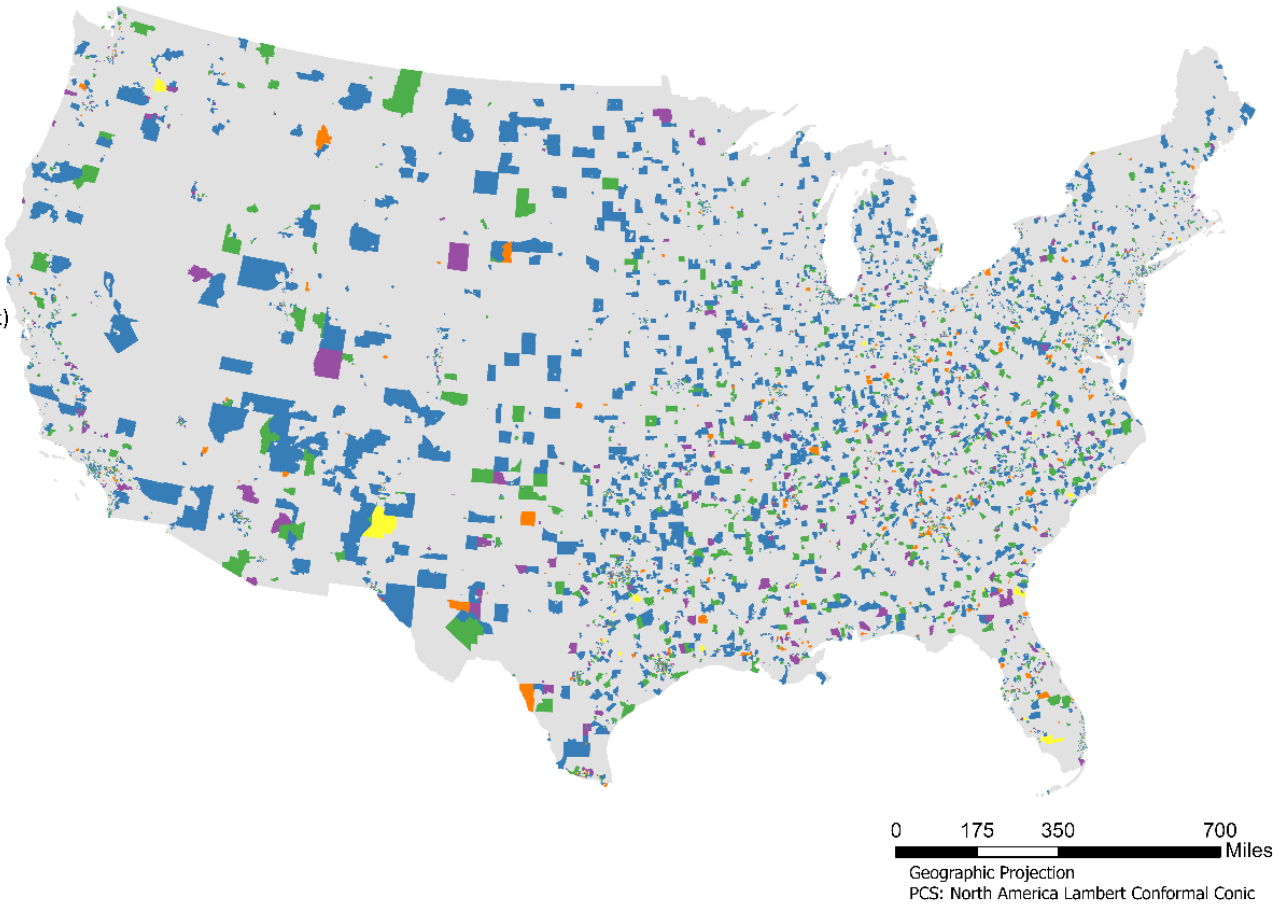 )
0 175 350 700
Miles
Geographic Projection
PCS: North America Lambert Conformal Conic